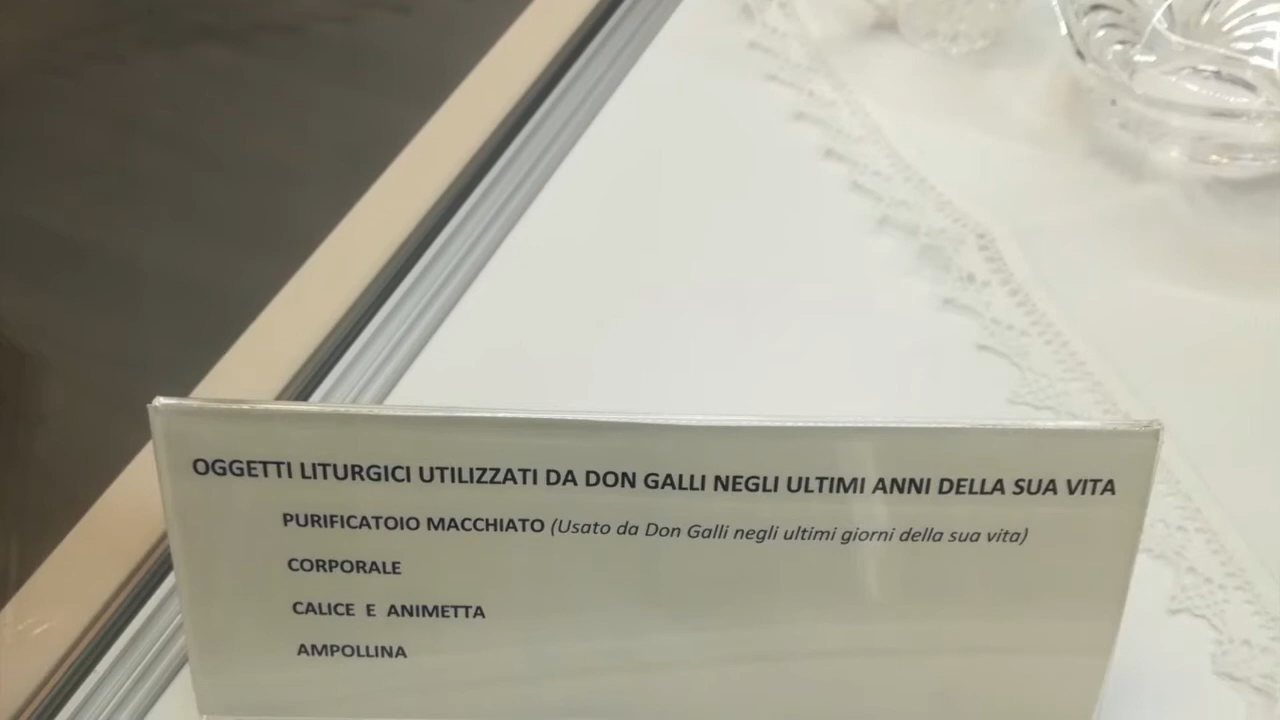 OGGETTI LITURGICI UTILIZZATI DA DON GALLI NEGLI ULTIMI ANNI DELLA SUA VITA
PURIFICATOIO MACCHIATO (Usato da Don Galli negli ultimi giorni della sua vita)
CORPORALE
CALICE E ANIMETTA
AMPOLLINA